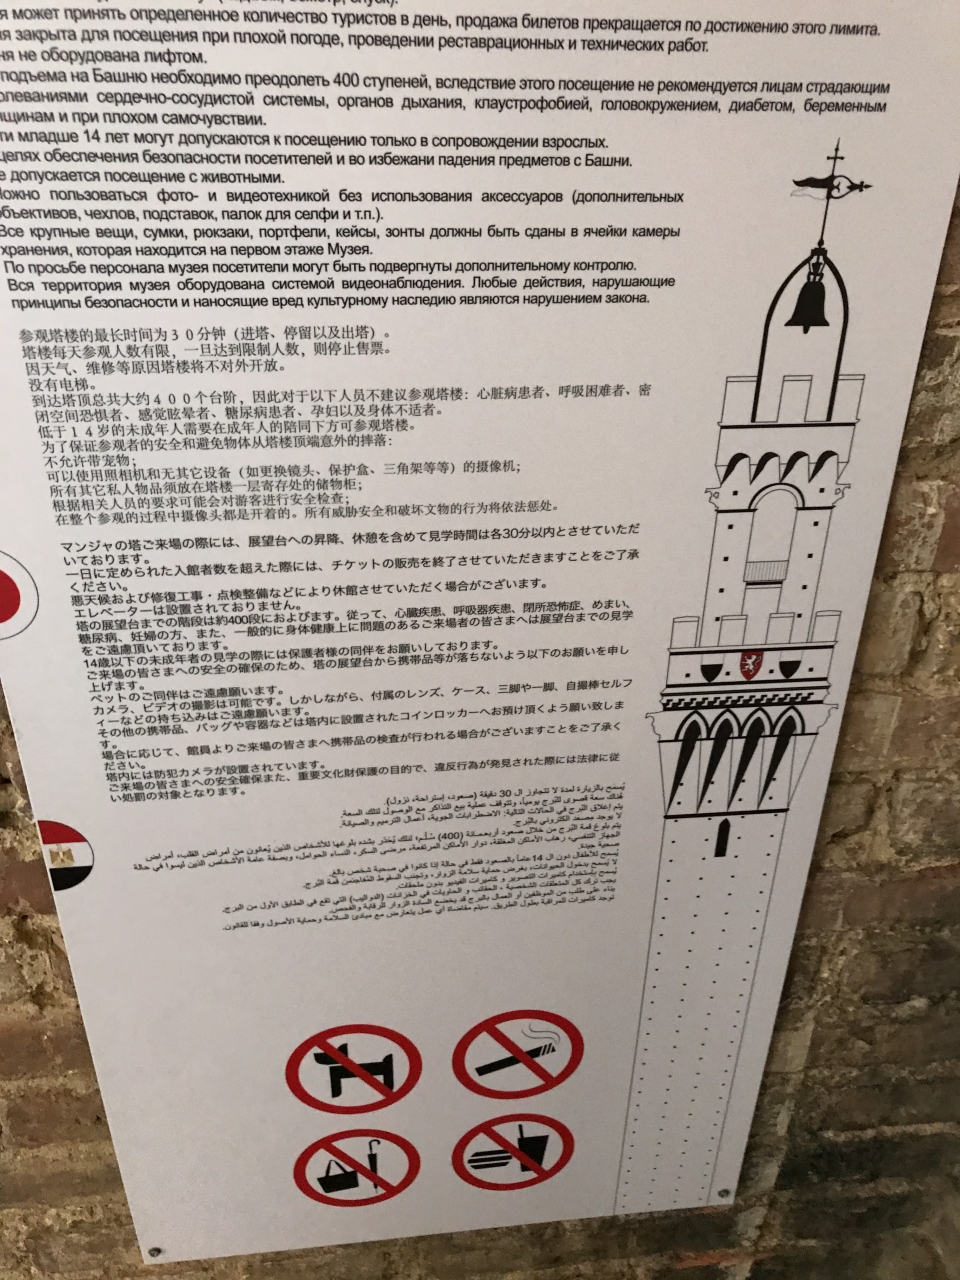 я может принять определенное количество туристов в день, продажа билетов прекращается по достижению этого лимита.
я закрыта для посещения при плохой погоде, проведении реставрационных и технических работ.
ня не оборудована лифтом.
подъема на Башню необходимо преодолеть 400 ступеней, вследствие этого посещение не рекомендуется лицам страдающим
олеваниями сердечно-сосудистой системы, органов дыхания, клаустрофобией, головокружением, диабетом, беременным
щинам и при плохом самочувствии.
ти младше 14 лет могут допускаются к посещению только в сопровождении взрослых.
целях обеспечения безопасности посетителей и во избежани падения предметов с Башни.
е допускается посещение с животными.
Можно пользоваться фото- и видеотехникой без использования аксессуаров (дополнительных
объективов, чехлов, подставок, палок для селфи и т.п.).
Все крупные вещи, сумки, рюкзаки, портфели, кейсы, зонты должны быть сданы в ячейки камеры
хранения, которая находится на первом этаже Музея.
По просьбе персонала музея посетители могут быть подвергнуты дополнительному контролю.
Вся территория музея оборудована системой видеонаблюдения. Любые действия, нарушающие
принципы безопасности и наносящие вред культурному наследию являются нарушением закона.
参观塔楼的最长时间为30分钟（进塔、停留以及出塔）。
塔楼每天参观人数有限，一旦达到限制人数，则停止售票。
因天气、维修等原因塔楼将不对外开放。
没有电梯。
到达塔顶总共大约400个台阶，因此对于以下人员不建议参观塔楼：心脏病患者、呼吸困难者、密
闭空间恐惧者、感觉眩晕者、糖尿病患者、孕妇以及身体不适者。
低于14岁的未成年人需要在成年人的陪同下方可参观塔楼。
为了保证参观者的安全和避免物体从塔楼顶端意外的摔落：
不允许带宠物；
可以使用照相机和无其它设备（如更换镜头、保护盒、三角架等等）的摄像机；
所有其它私人物品须放在塔楼一层寄存处的储物柜；
根据相关人员的要求可能会对游客进行安全检查；
在整个参观的过程中摄像头都是开着的。所有威胁安全和破坏文物的行为将依法惩处。
マンジャの塔ご来場の際には、展望台への昇降、休憩を含めて見学時間は各30分以内とさせていただ
いております。
一日に定められた入館者数を超えた際には、チケットの販売を終了させていただきますことをご了承
ください。
悪天候および修復工事・点検整備などにより休館させていただく場合がございます。
エレベーターは設置されておりません。
塔の展望台までの階段は約400段におよびます。従って、心臓疾患、呼吸器疾患、閉所恐怖症、めまい、
糖尿病、妊婦の方、また、一般的に身体健康上に問題のあるご来場者の皆さまへは展望台までの見学
をご遠慮頂いております。
14歳以下の未成年者の見学の際には保護者様の同伴をお願いしております。
ご来場の皆さまへの安全の確保のため、塔の展望台から携帯品等が落ちないよう以下のお願いを申し
上げます。
ペットのご同伴はご遠慮願います。
カメラ、ビデオの撮影は可能です。しかしながら、付属のレンズ、ケース、三脚や一脚、自撮棒セルフ
ィーなどの持ち込みはご遠慮願います。
その他の携帯品、バッグや容器などは塔内に設置されたコインロッカーへお預け頂くよう願い致しま
す。
場合に応じて、館員よりご来場の皆さまへ携帯品の検査が行われる場合がございますことをご了承く
ださい。
塔内には防犯カメラが設置されています。
ご来場の皆さまへの安全確保また、重要文化財保護の目的で、違反行為が発見された際には法律に従
い処罰の対象となります。
يُسمح بالزيارة لمدة لا تتجاوز ال 30 دقيقة (صعود، إستراحة، نزول).
هناك سعة قصوى للبرج يومياً، وتتوقف عملية بيع التذاكر مع الوصول لتلك السعة.
يتم إغلاق البرج في الحالات التالية: الاضطرابات الجوية، أعمال الترميم والصيانة.
لا يوجد مصعد الكتروني بالبرج.